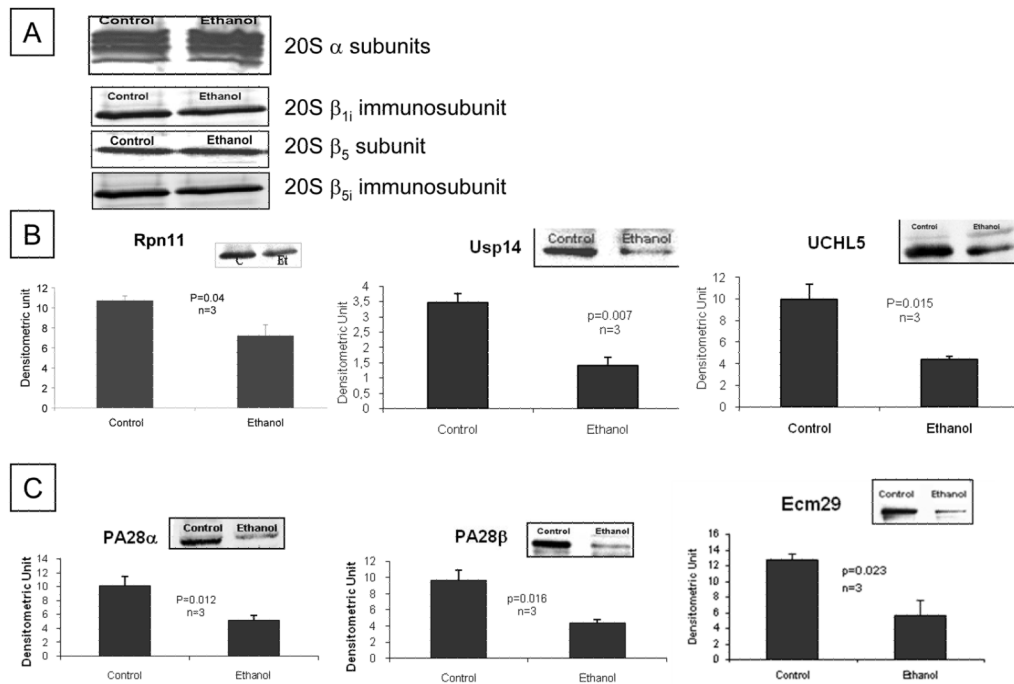 A
Control Ethanol
20S α subunits
Control Ethanol
20S β1i immunosubunit
Control Ethanol
20S β5 subunit
20S β5i immunosubunit
B
Rpn11
C Et
Densitometric Unit
12
10
8
6
4
2
0
P=0.04
n=3
Control Ethanol
Usp14
Control Ethanol
Densitometric Unit
4
3,5
3
2,5
2
1,5
1
0,5
0
p=0.007
n=3
Control Ethanol
UCHL5
Control Ethanol
Densitometric Unit
12
10
8
6
4
2
0
P=0.015
n=3
Control Ethanol
C
PA28α
Control Ethanol
Densitometric Unit
14
12
10
8
6
4
2
0
P=0.012
n=3
Control Ethanol
PA28β
Control Ethanol
Densitometric Unit
12
10
8
6
4
2
0
p=0.016
n=3
Control Ethanol
Ecm29
Control Ethanol
Densitometric Unit
16
14
12
10
8
6
4
2
0
p=0.023
n=3
Control Ethanol